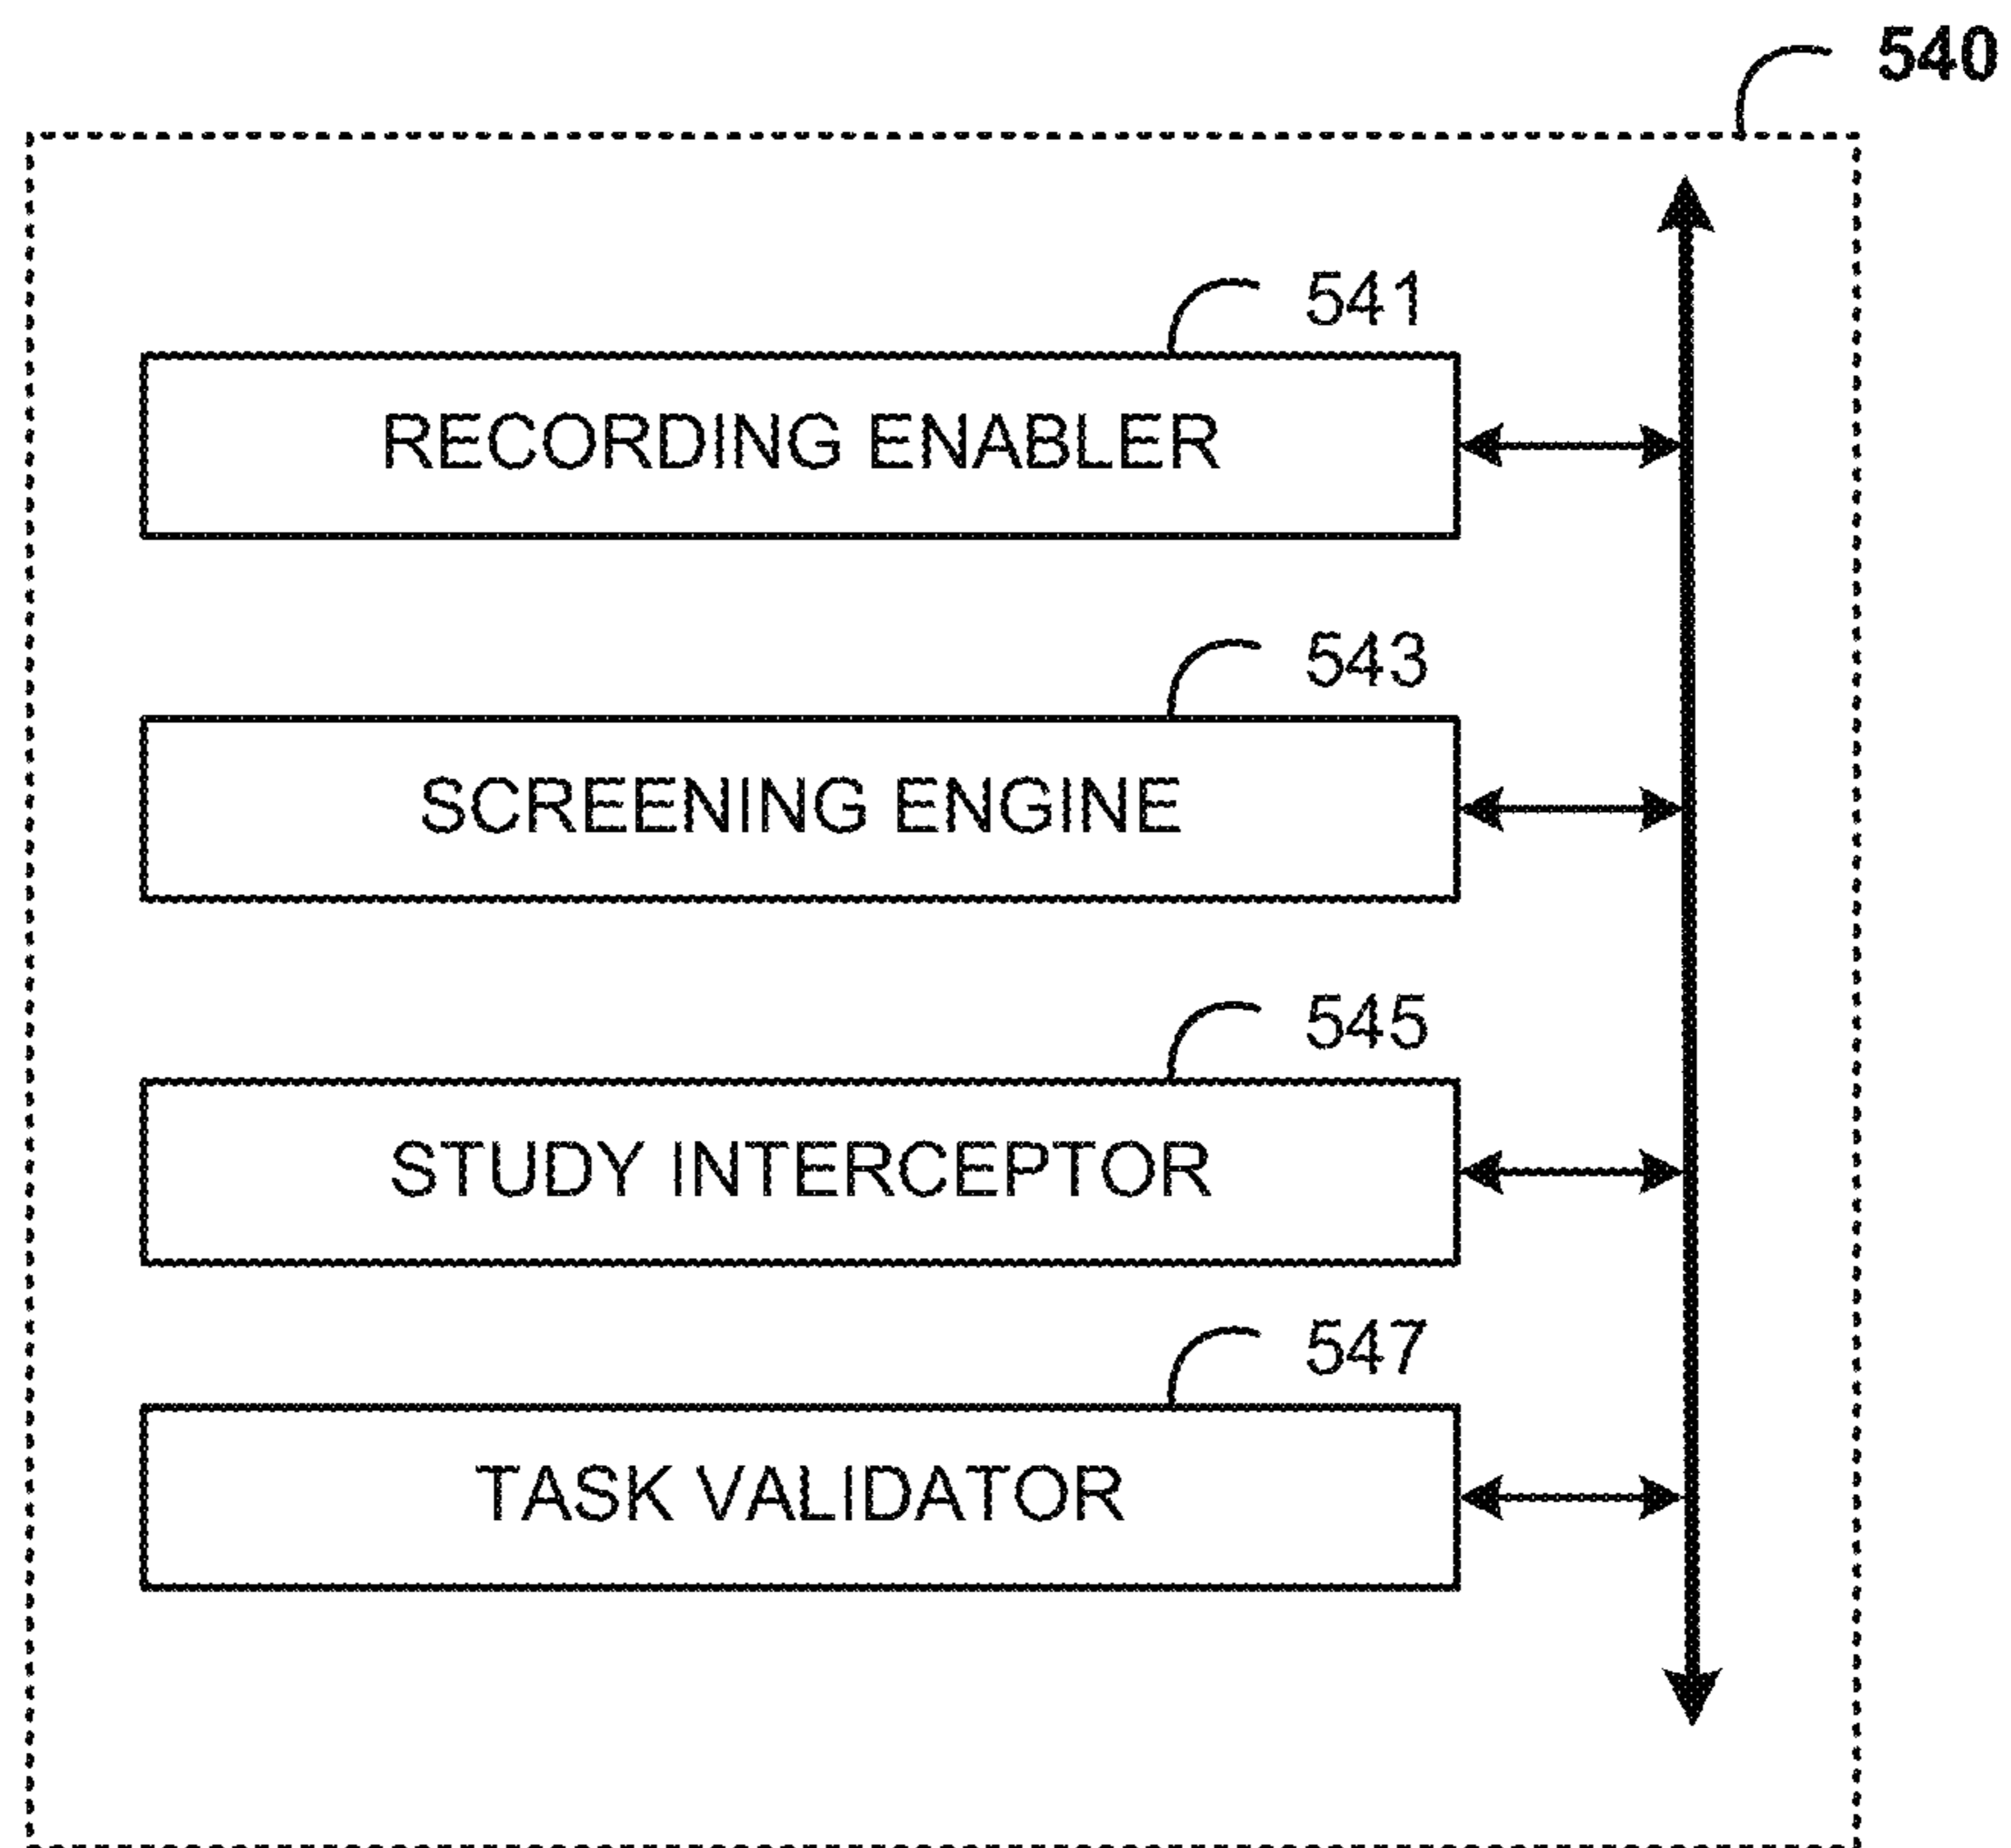 540
541
RECORDING ENABLER
543
SCREENING ENGINE
545
STUDY INTERCEPTOR
547
TASK VALIDATOR